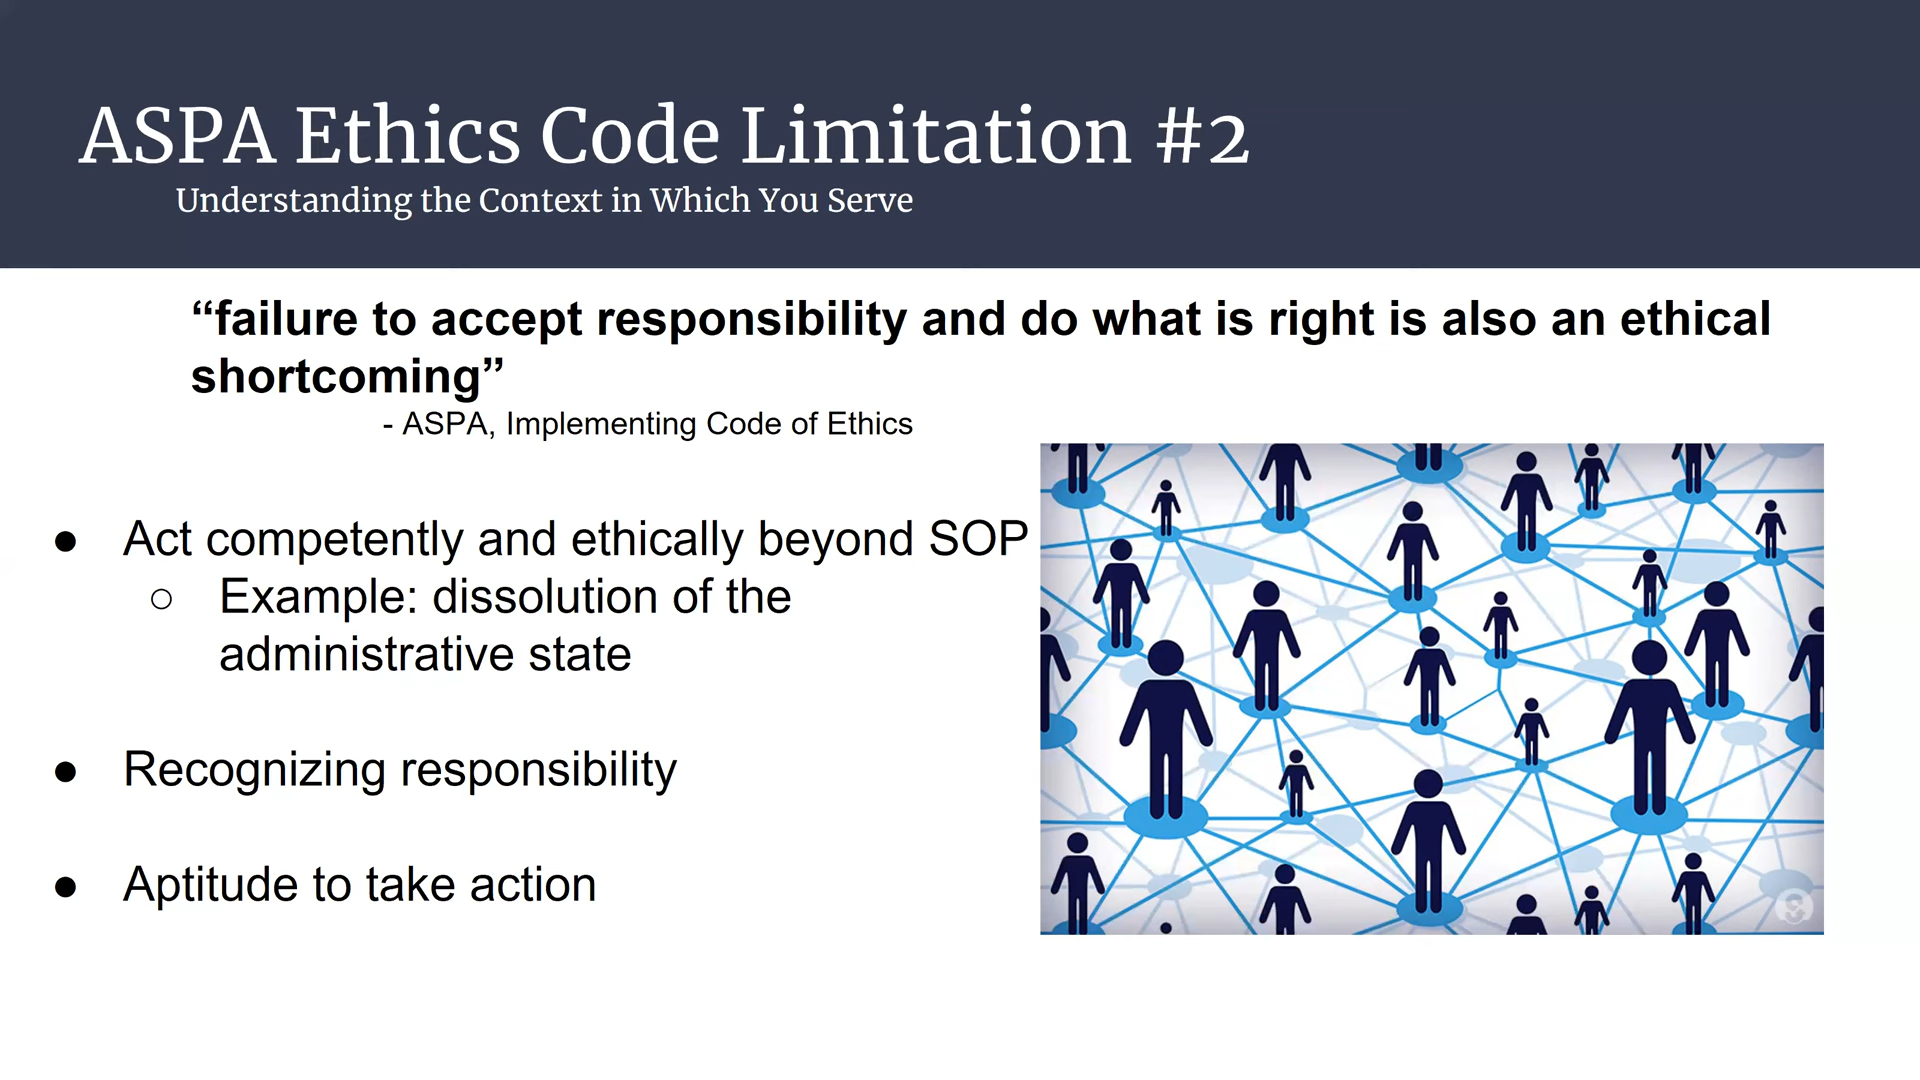 ASPA Ethics Code Limitation #2
Understanding the Context in Which You Serve
“failure to accept responsibility and do what is right is also an ethical
shortcoming”
- ASPA, Implementing Code of Ethics
● Act competently and ethically beyond SOP
○ Example: dissolution of the
administrative state
● Recognizing responsibility
● Aptitude to take action